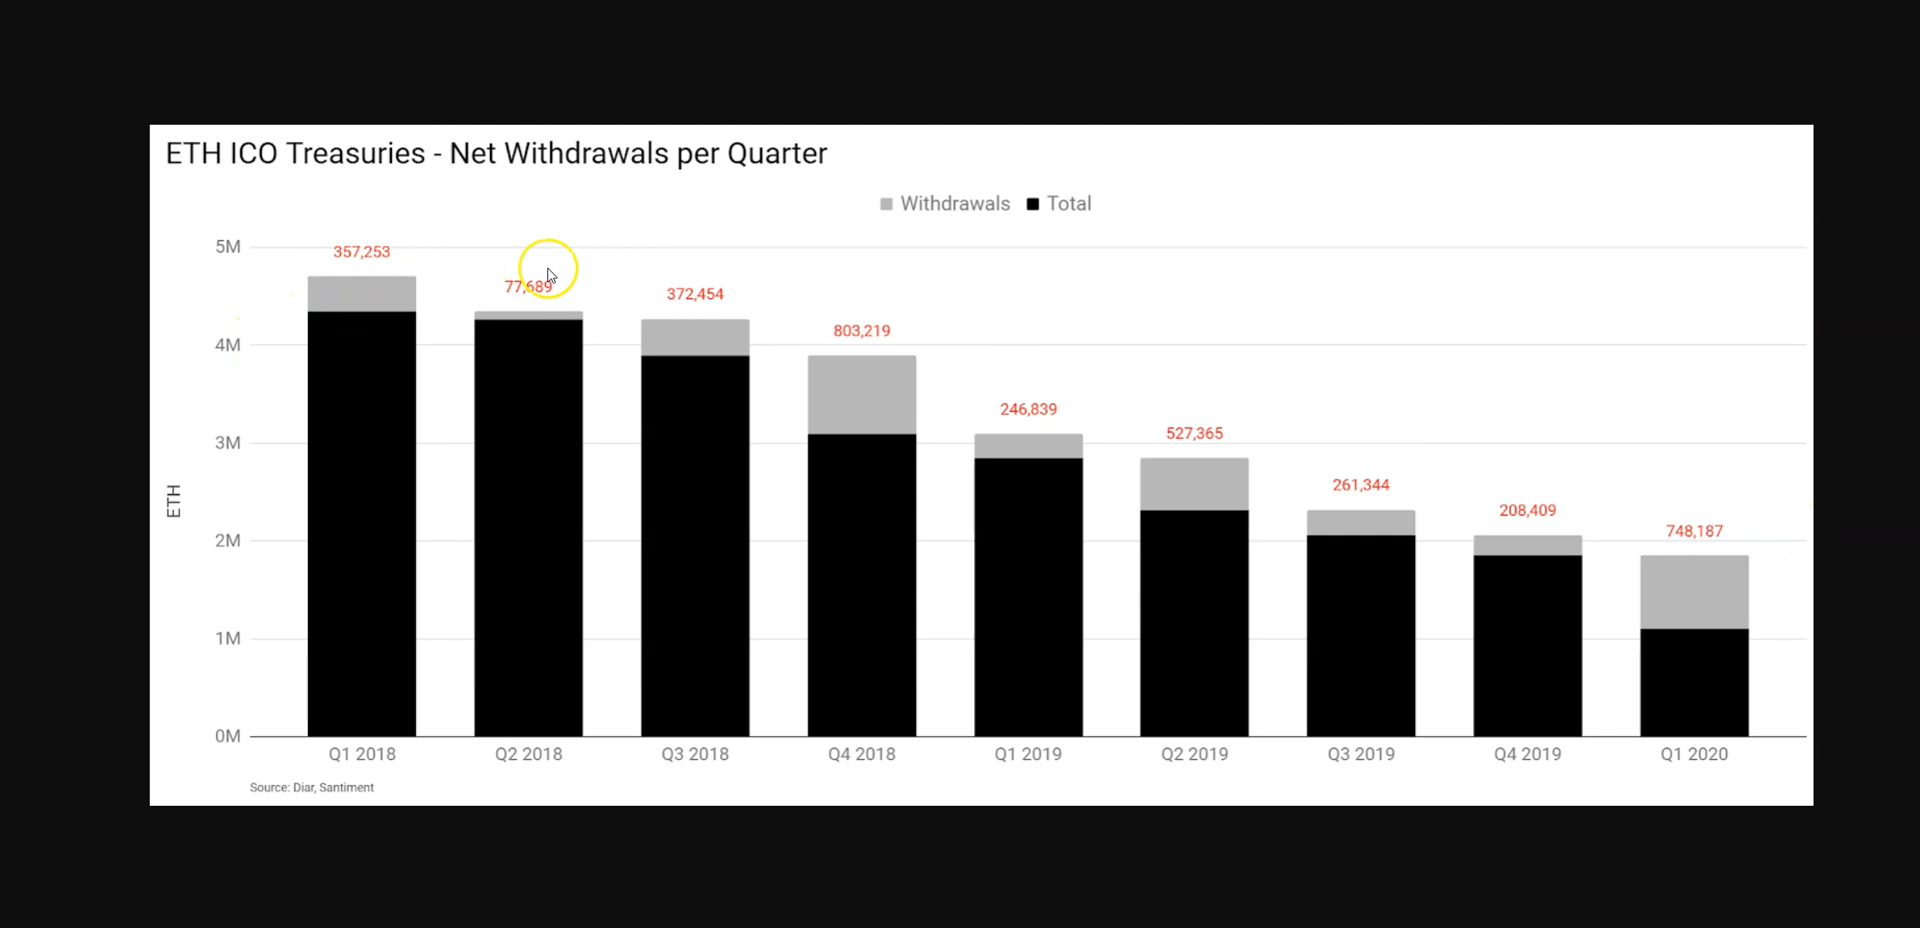 ETH ICO Treasuries - Net Withdrawals per Quarter
Withdrawals Total
5M
4M
3M
2M
1M
0M
ETH
357,253
77,689
372,454
803,219
246,839
527,365
261,344
208,409
748,187
Q1 2018 Q2 2018 Q3 2018 Q4 2018 Q1 2019 Q2 2019 Q3 2019 Q4 2019 Q1 2020
Source: Diar, Santiment